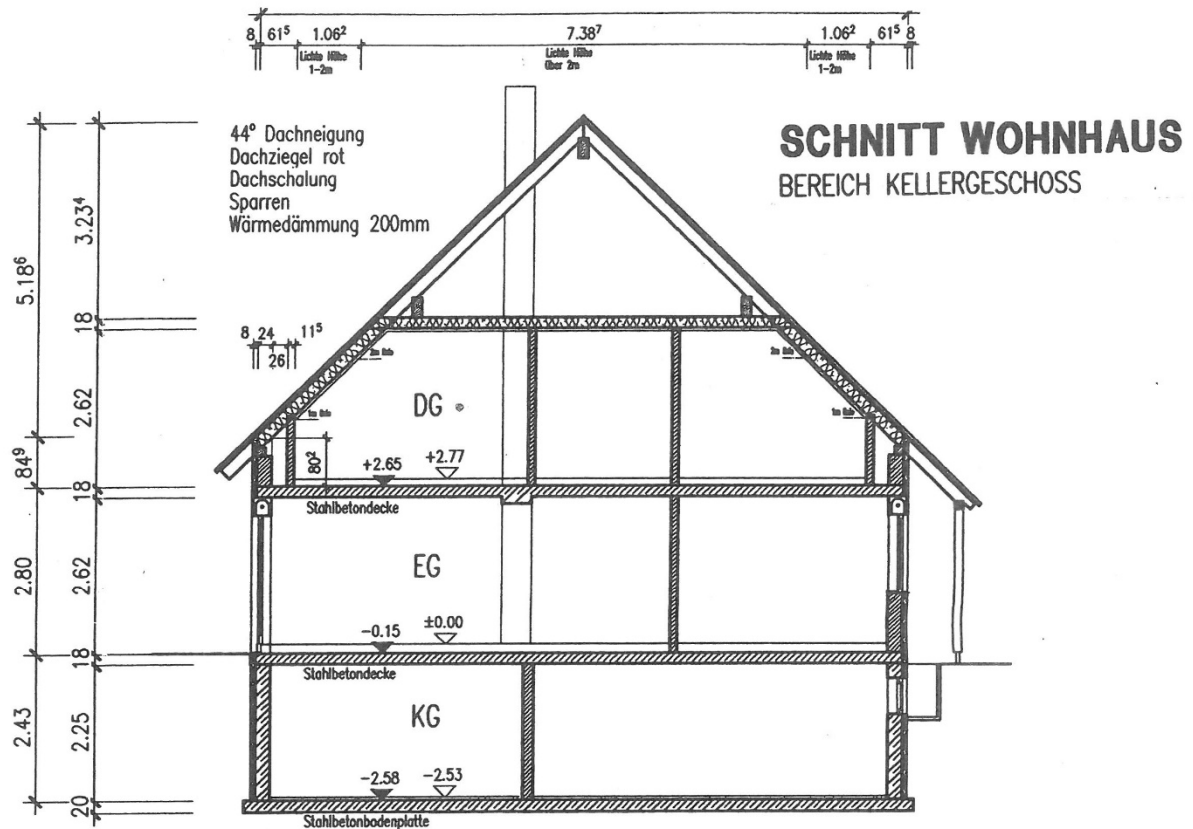 8 61⁵ 1.06² 7.38⁷ 1.06² 61⁵ 8
Lichte Höhe
1-2m
Lichte Höhe
über 2m
Lichte Höhe
1-2m
SCHNITT WOHNHAUS
BEREICH KELLERGESCHOSS
44° Dachneigung
Dachziegel rot
Dachschalung
Sparren
Wärmedämmung 200mm
5.18⁶
84⁹
2.80
2.43
3.23⁴
18
2.62
18
2.62
18
2.25
20
8 24 11⁵
26
80²
DG
+2.65 +2.77
Stahlbetondecke
EG
-0.15 ±0.00
Stahlbetondecke
KG
-2.58 -2.53
Stahlbetonbodenplatte